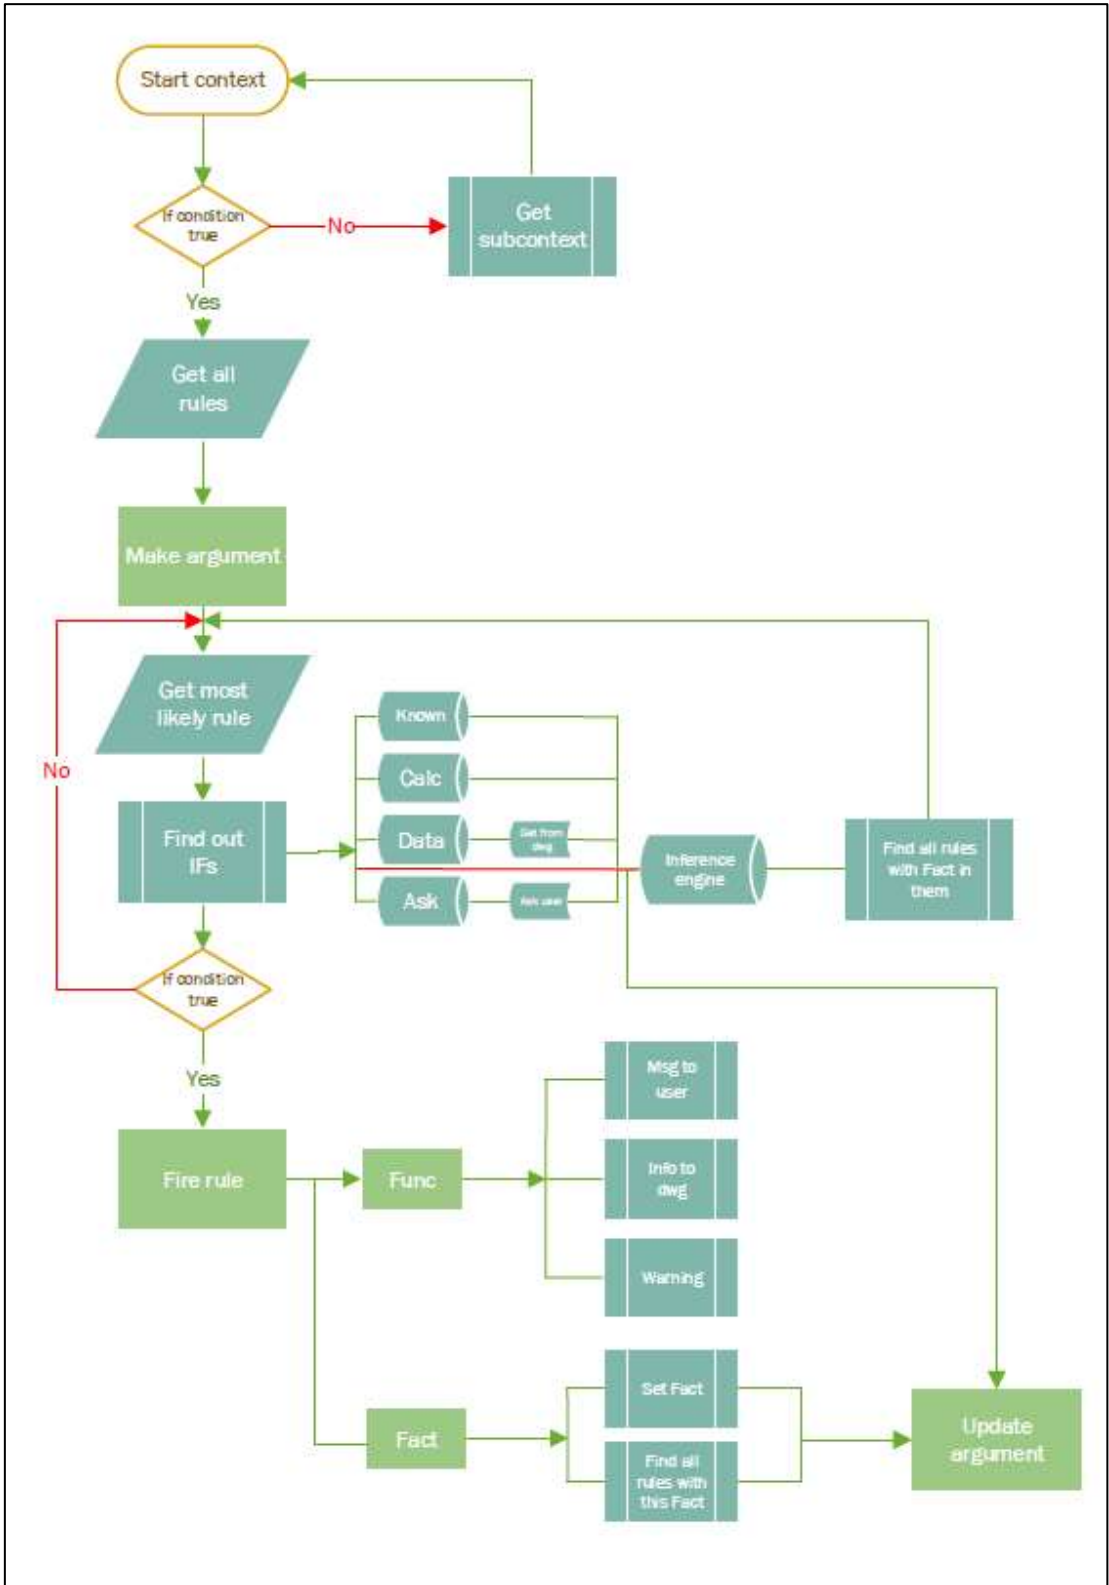 Start context
If condition
true
No
Get
subcontext
Yes
Get all
rules
Make argument
Get most
likely rule
No
Known
Calc
Data
Get from
dwg
Ask
Ask user
Find out
IFs
Inference
engine
Find all rules
with Fact in
them
If condition
true
Yes
Fire rule
Func
Msg to
user
Info to
dwg
Warning
Fact
Set Fact
Find all
rules with
this Fact
Update
argument